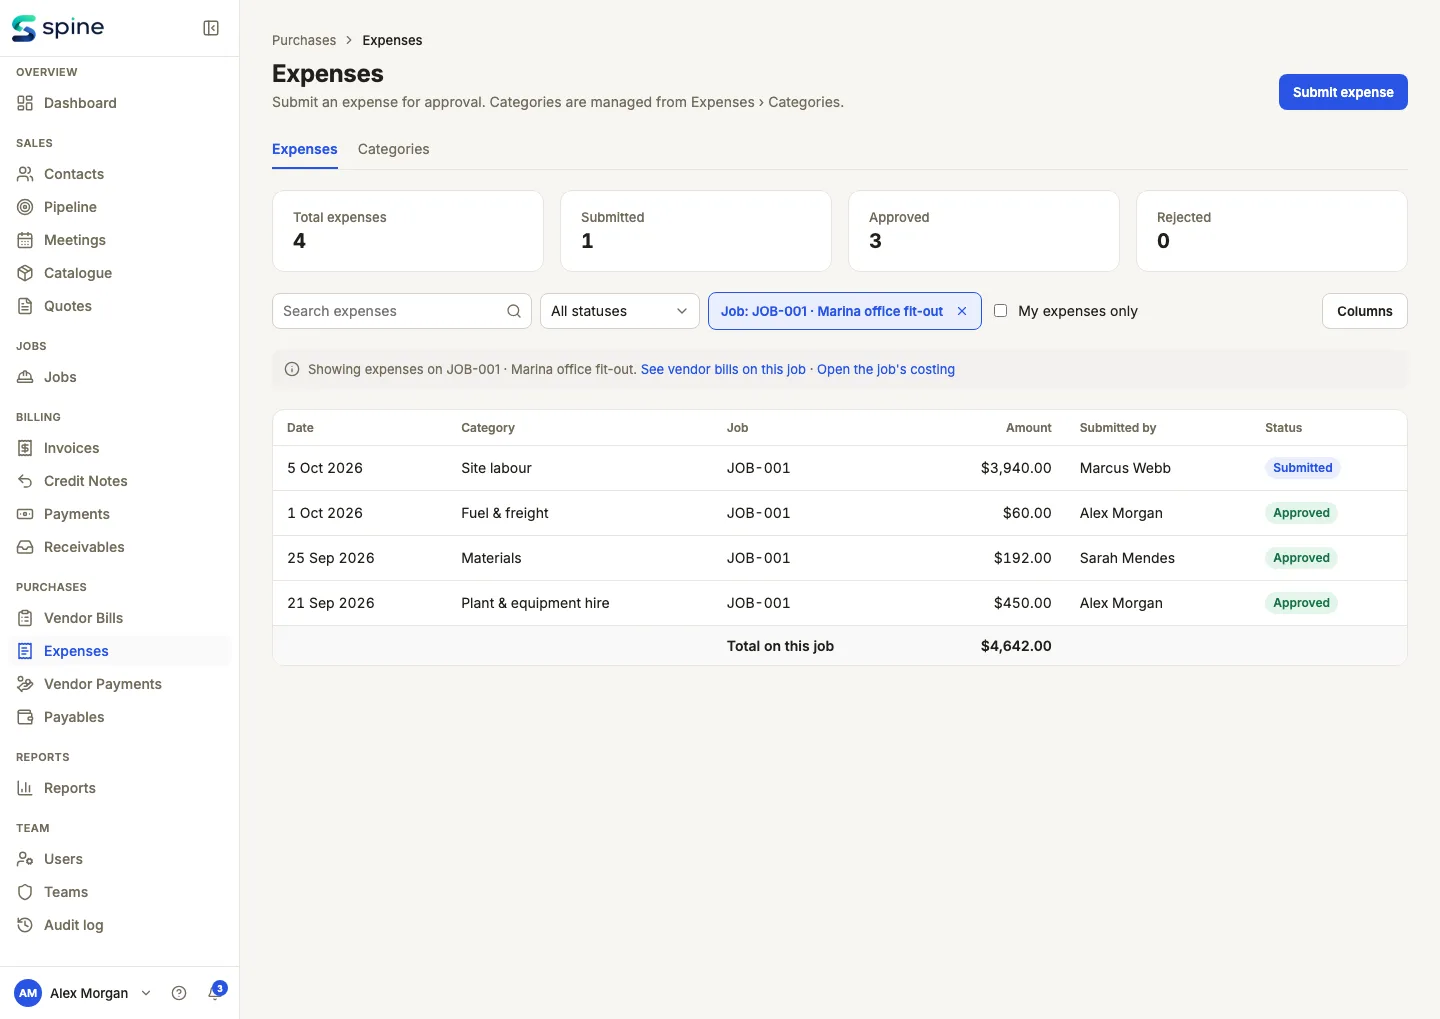 spine
OVERVIEW
Dashboard
SALES
Contacts
Pipeline
Meetings
Catalogue
Quotes
JOBS
Jobs
BILLING
Invoices
Credit Notes
Payments
Receivables
PURCHASES
Vendor Bills
Expenses
Vendor Payments
Payables
REPORTS
Reports
TEAM
Users
Teams
Audit log
AM Alex Morgan 3
Purchases > Expenses
Expenses
Submit an expense for approval. Categories are managed from Expenses › Categories.
Submit expense
Expenses Categories
Total expenses
4
Submitted
1
Approved
3
Rejected
0
Search expenses All statuses Job: JOB-001 · Marina office fit-out × My expenses only Columns
Showing expenses on JOB-001 · Marina office fit-out. See vendor bills on this job · Open the job's costing
Date Category Job Amount Submitted by Status
5 Oct 2026 Site labour JOB-001 $3,940.00 Marcus Webb Submitted
1 Oct 2026 Fuel & freight JOB-001 $60.00 Alex Morgan Approved
25 Sep 2026 Materials JOB-001 $192.00 Sarah Mendes Approved
21 Sep 2026 Plant & equipment hire JOB-001 $450.00 Alex Morgan Approved
Total on this job $4,642.00